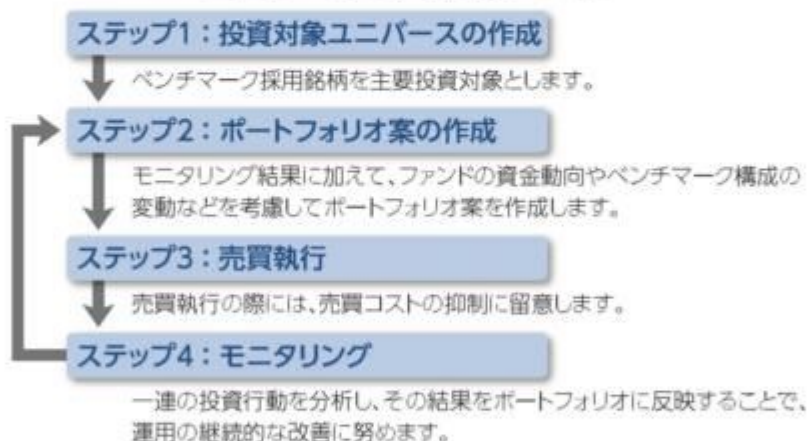 ステップ1：投資対象ユニバースの作成
ベンチマーク採用銘柄を主要投資対象とします。
ステップ2：ポートフォリオ案の作成
モニタリング結果に加えて、ファンドの資金動向やベンチマーク構成の
変動などを考慮してポートフォリオ案を作成します。
ステップ3：売買執行
売買執行の際には、売買コストの抑制に留意します。
ステップ4：モニタリング
一連の投資行動を分析し、その結果をポートフォリオに反映することで、
運用の継続的な改善に努めます。